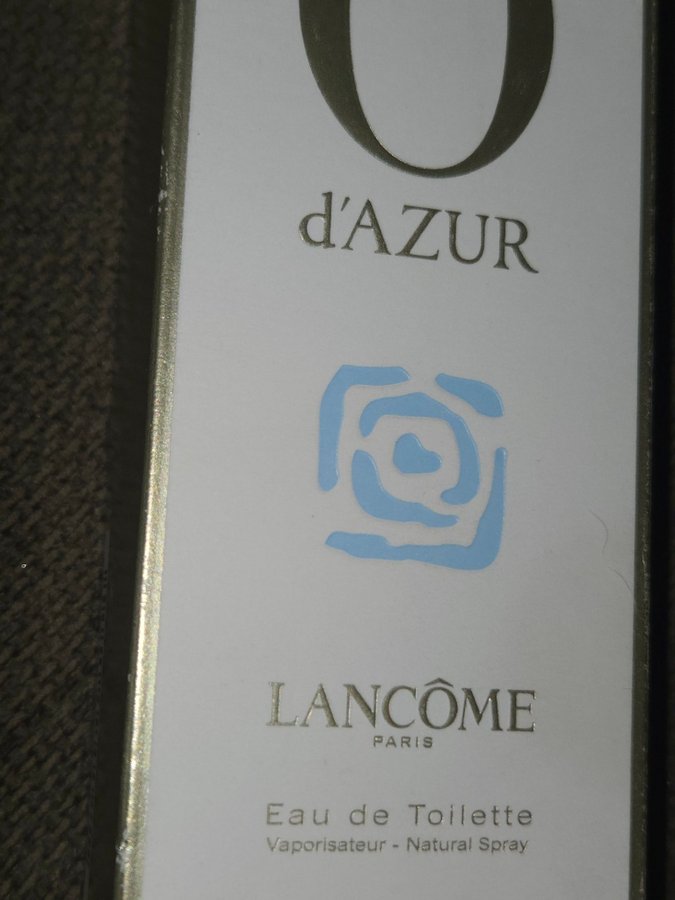 Ô
d'AZUR
LANCÔME
PARIS
Eau de Toilette
Vaporisateur - Natural Spray